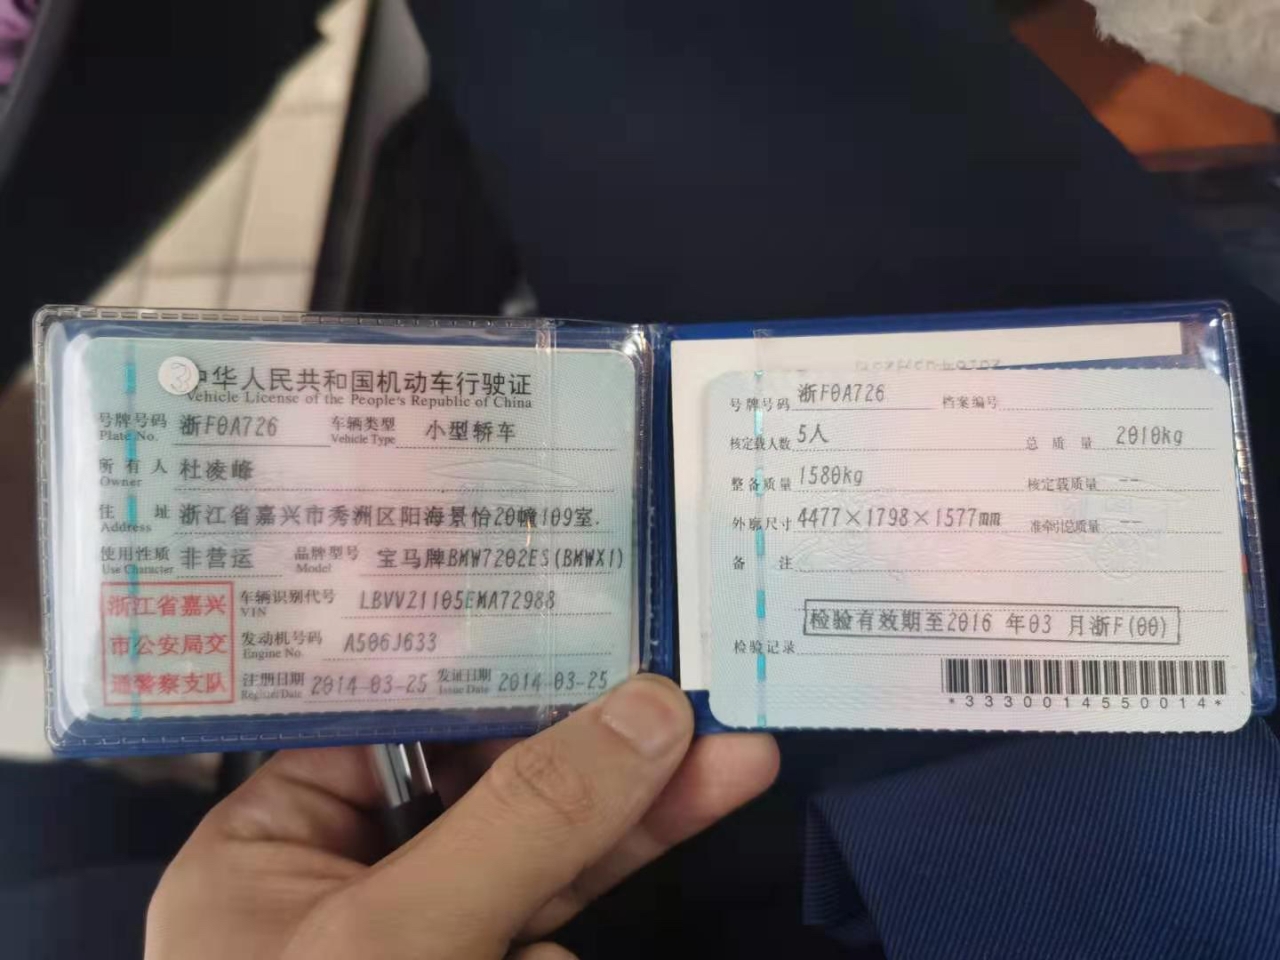 中华人民共和国机动车行驶证
Vehicle License of the People's Republic of China
号牌号码 浙F0A726 车辆类型 小型轿车
Plate No. Vehicle Type
所有人 杜凌峰
Owner
住址 浙江省嘉兴市秀洲区阳海景怡20幢109室.
Address
使用性质 非营运 品牌型号 宝马牌BMW7202ES(BMWX1)
Use Character Model
浙江省嘉兴
市公安局交
通警察支队
车辆识别代号 LBVV21105EMA72988
VIN
发动机号码 A506J633
Engine No.
注册日期 2014-03-25 发证日期 2014-03-25
Register Date Issue Date
号牌号码 浙F0A726 档案编号
核定载人数 5人 总质量 2010kg
整备质量 1580kg 核定载质量 --
外廓尺寸 4477×1798×1577mm 准牵引总质量 --
备注
检验有效期至2016 年03 月浙F(00)
检验记录
*3330014550014*